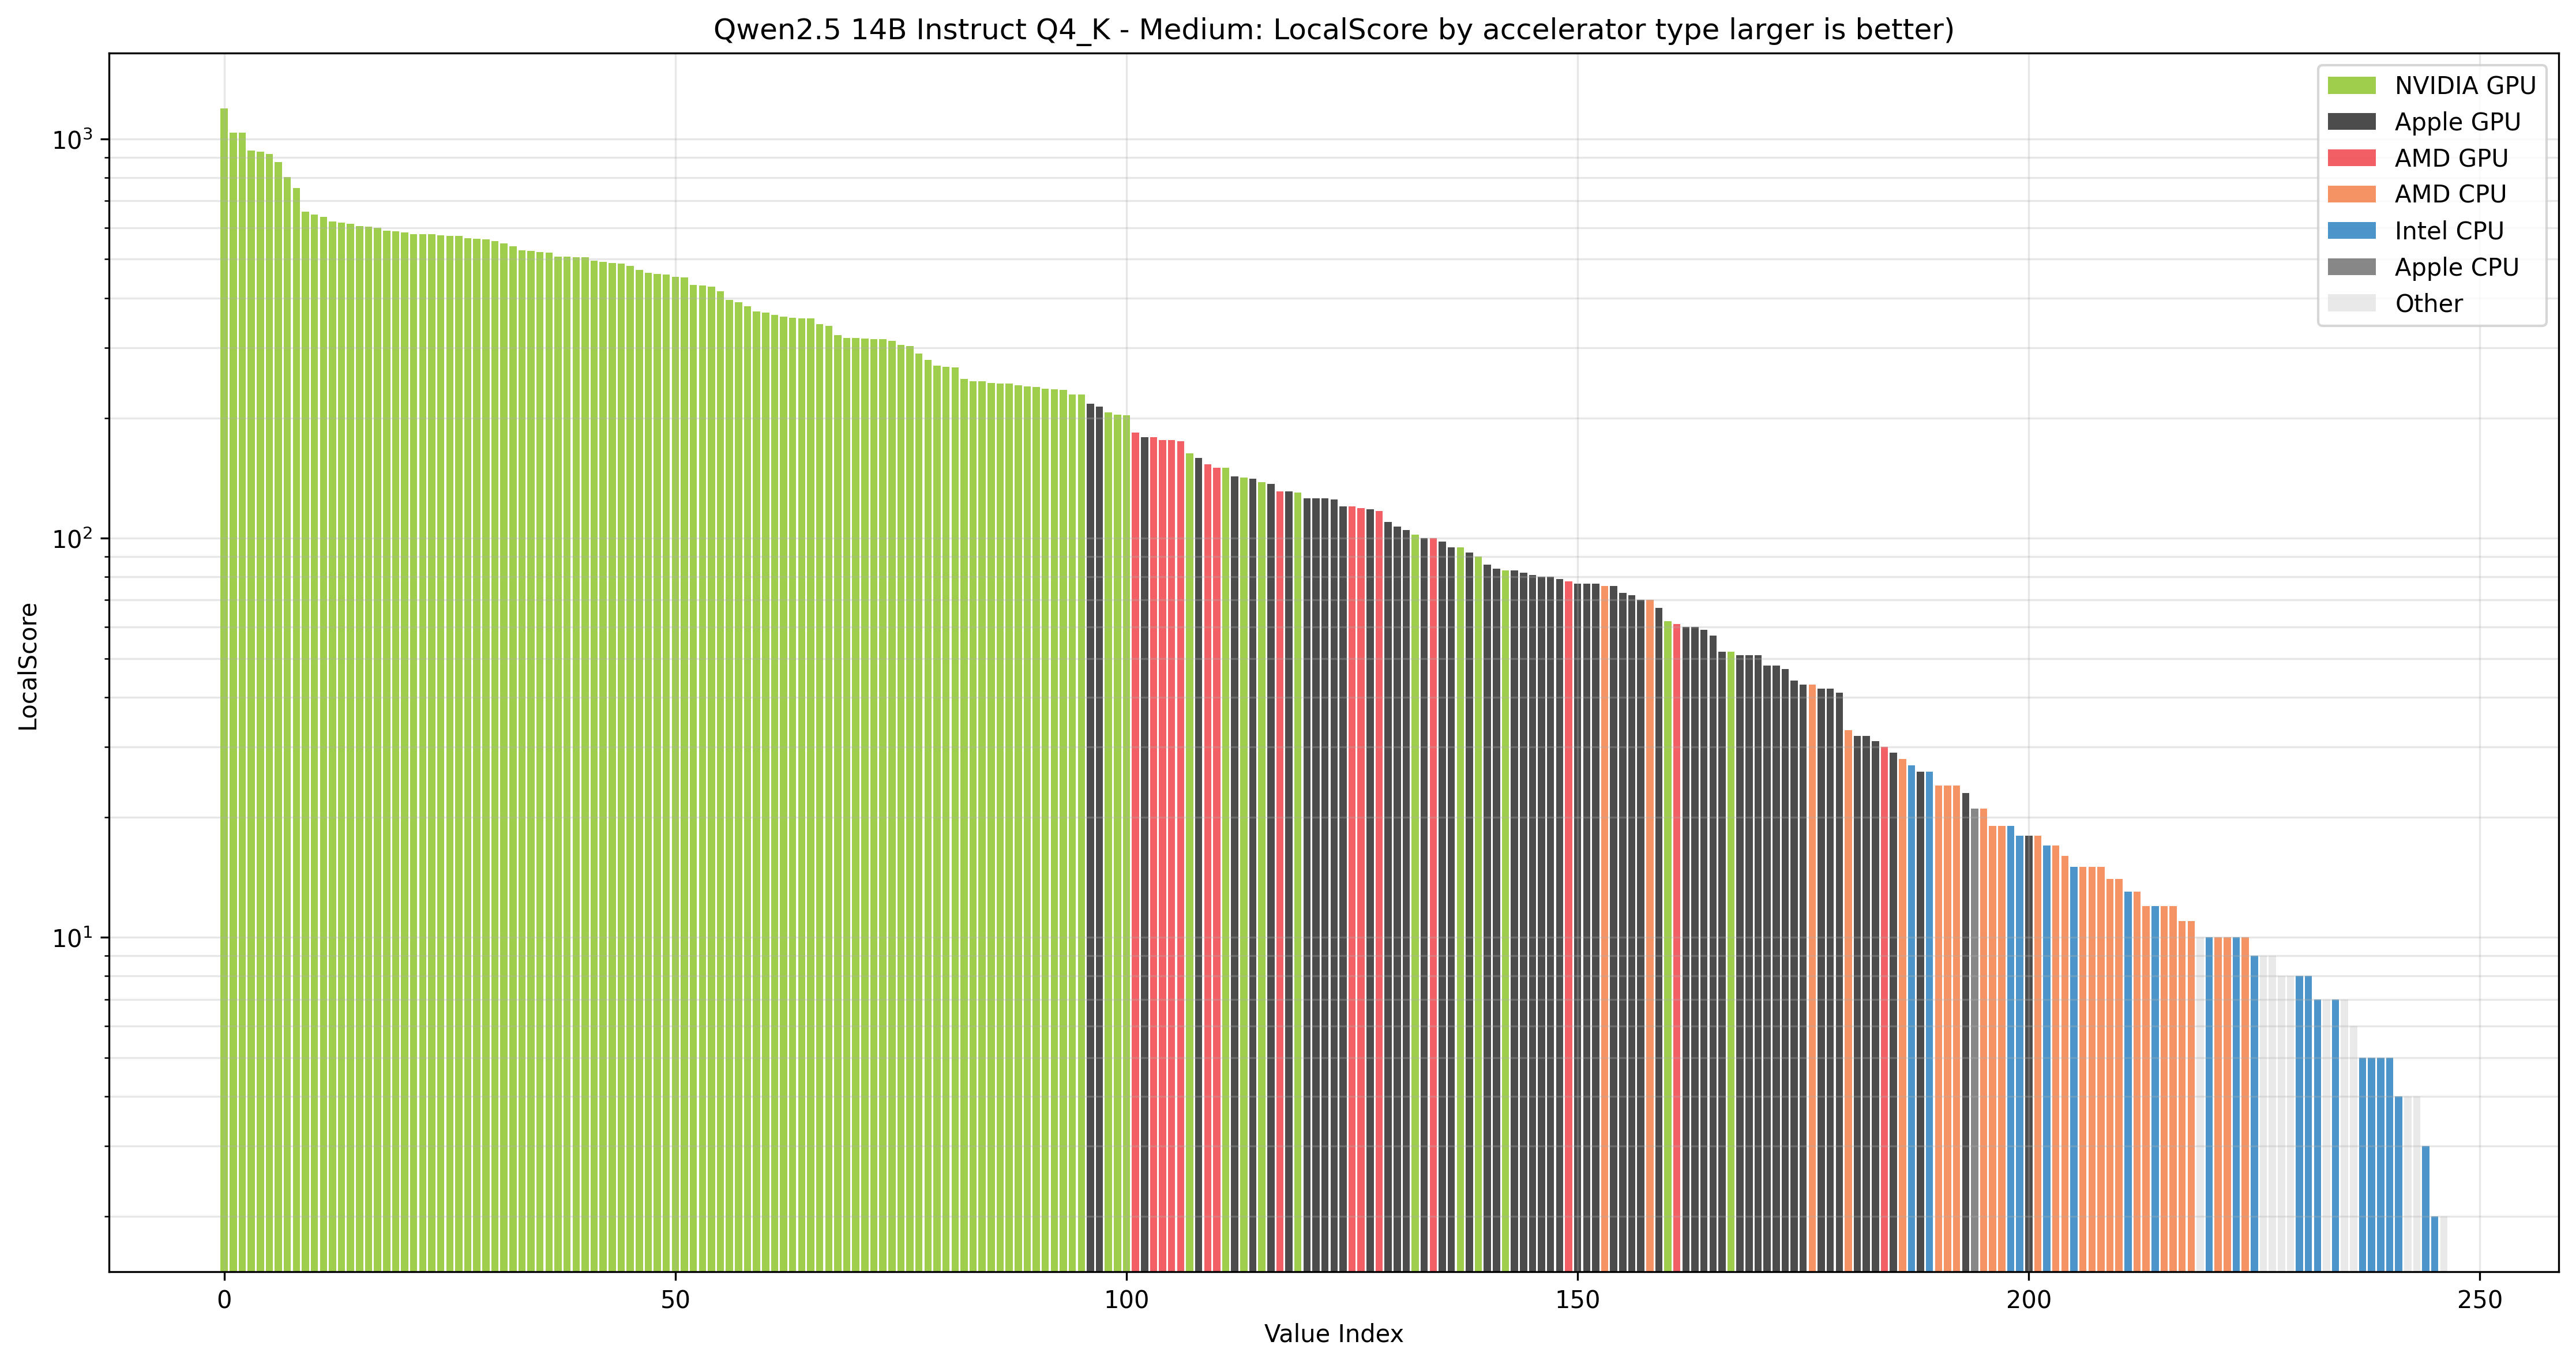 Qwen2.5 14B Instruct Q4_K - Medium: LocalScore by accelerator type larger is better)
NVIDIA GPU
Apple GPU
AMD GPU
AMD CPU
Intel CPU
Apple CPU
Other
LocalScore
10³
10²
10¹
0 50 100 150 200 250
Value Index